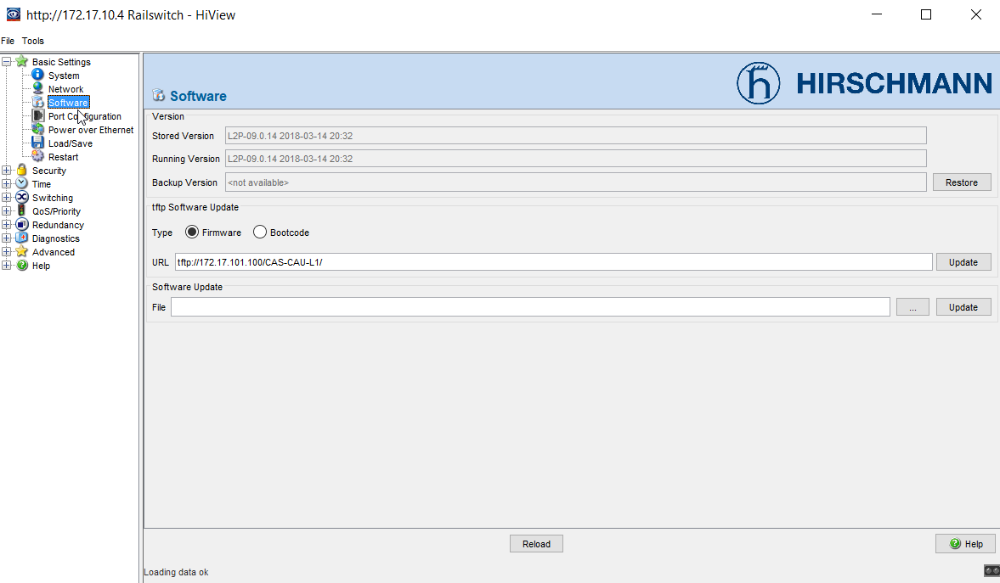 http://172.17.10.4 Railswitch - HiView
File Tools
Basic Settings
System
Network
Software
Port Configuration
Power over Ethernet
Load/Save
Restart
Security
Time
Switching
QoS/Priority
Redundancy
Diagnostics
Advanced
Help
Software
HIRSCHMANN
Version
Stored Version L2P-09.0.14 2018-03-14 20:32
Running Version L2P-09.0.14 2018-03-14 20:32
Backup Version <not available> Restore
tftp Software Update
Type Firmware Bootcode
URL tftp://172.17.101.100/CAS-CAU-L1/ Update
Software Update
File ... Update
Reload Help
Loading data ok